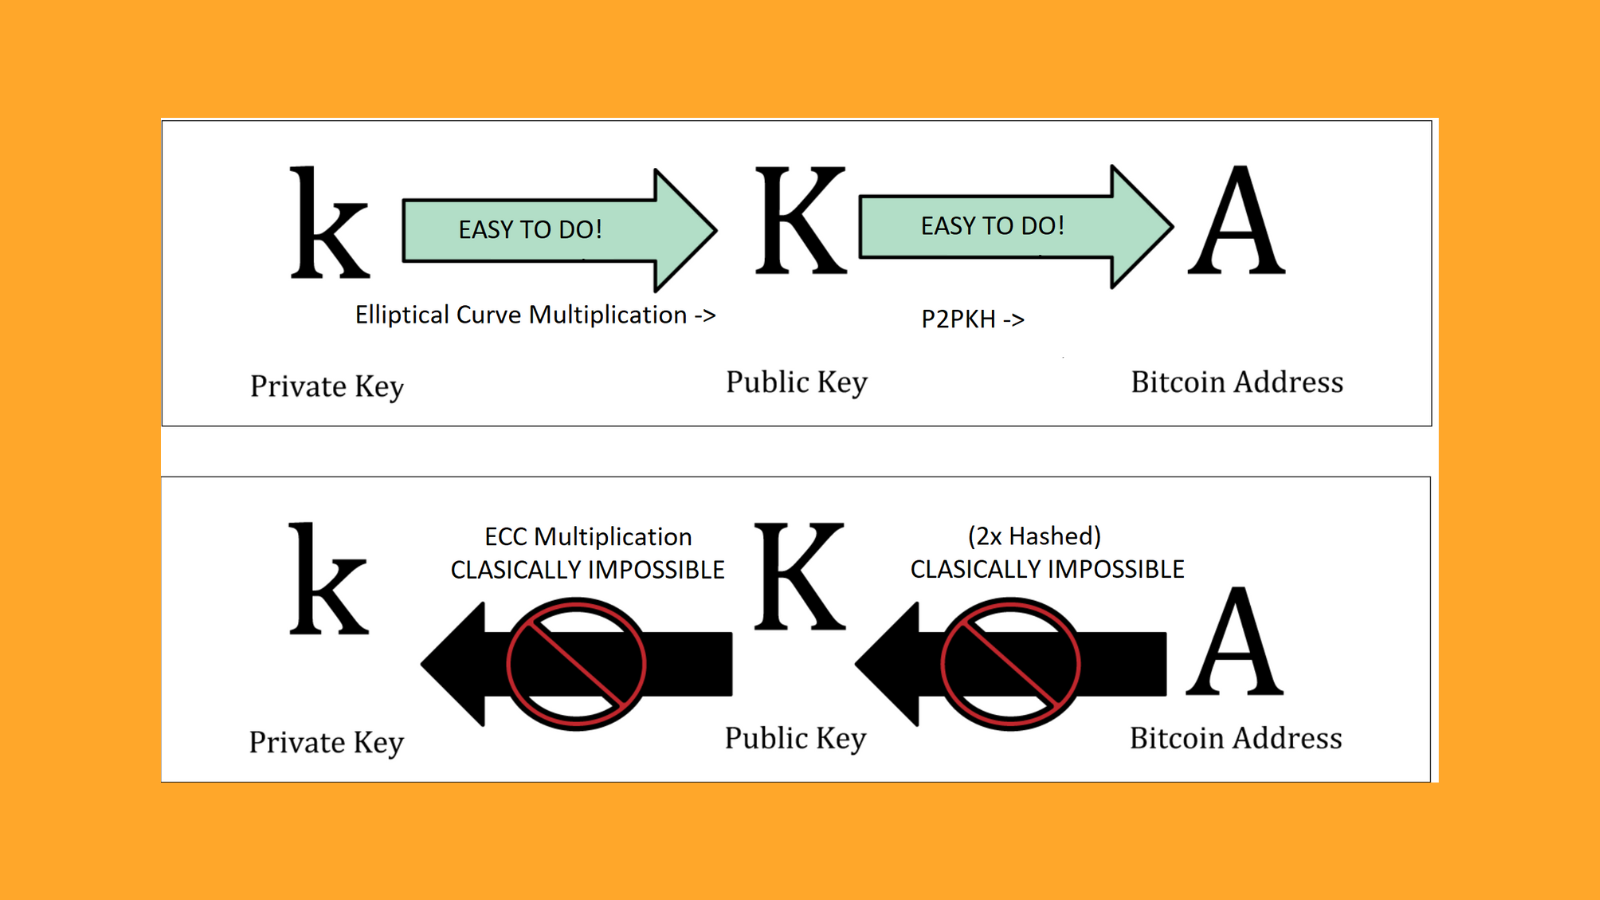 k EASY TO DO! K EASY TO DO! A
Elliptical Curve Multiplication -> P2PKH ->
Private Key Public Key Bitcoin Address
ECC Multiplication (2x Hashed)
CLASICALLY IMPOSSIBLE CLASICALLY IMPOSSIBLE
k K A
Private Key Public Key Bitcoin Address